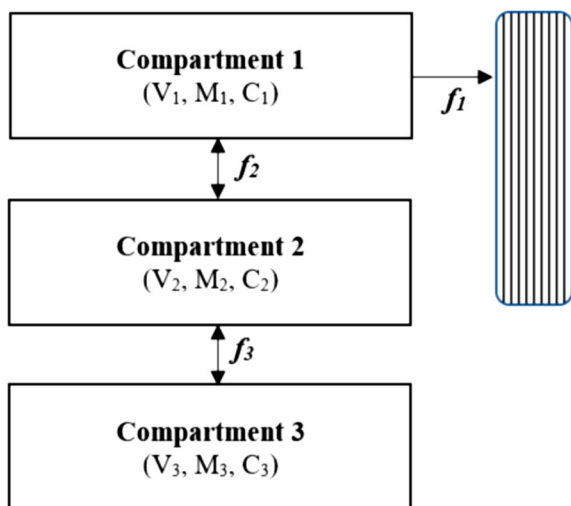 Compartment 1
(V₁, M₁, C₁)
f₁
f₂
Compartment 2
(V₂, M₂, C₂)
f₃
Compartment 3
(V₃, M₃, C₃)